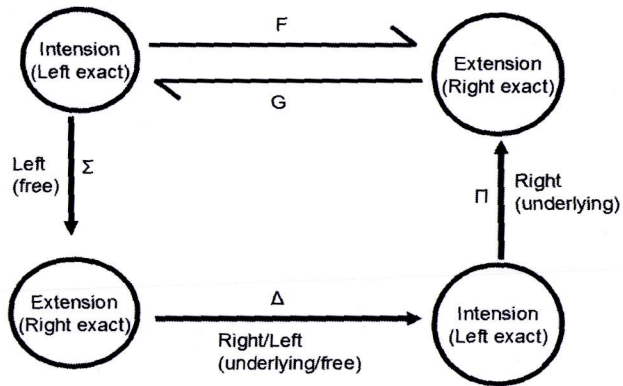 F
Intension
(Left exact)
Extension
(Right exact)
G
Left
(free)
Σ
Π
Right
(underlying)
Extension
(Right exact)
Δ
Right/Left
(underlying/free)
Intension
(Left exact)